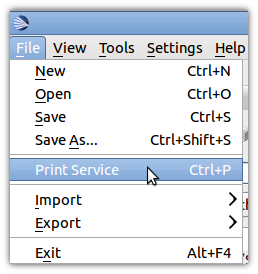 File View Tools Settings Help
New Ctrl+N
Open Ctrl+O
Save Ctrl+S
Save As... Ctrl+Shift+S
Print Service Ctrl+P
Import
Export
Exit Alt+F4